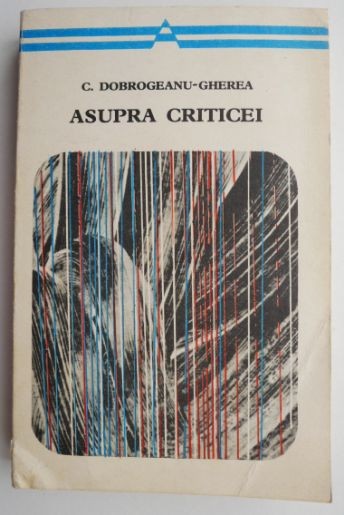 C. DOBROGEANU-GHEREA
ASUPRA CRITICEI